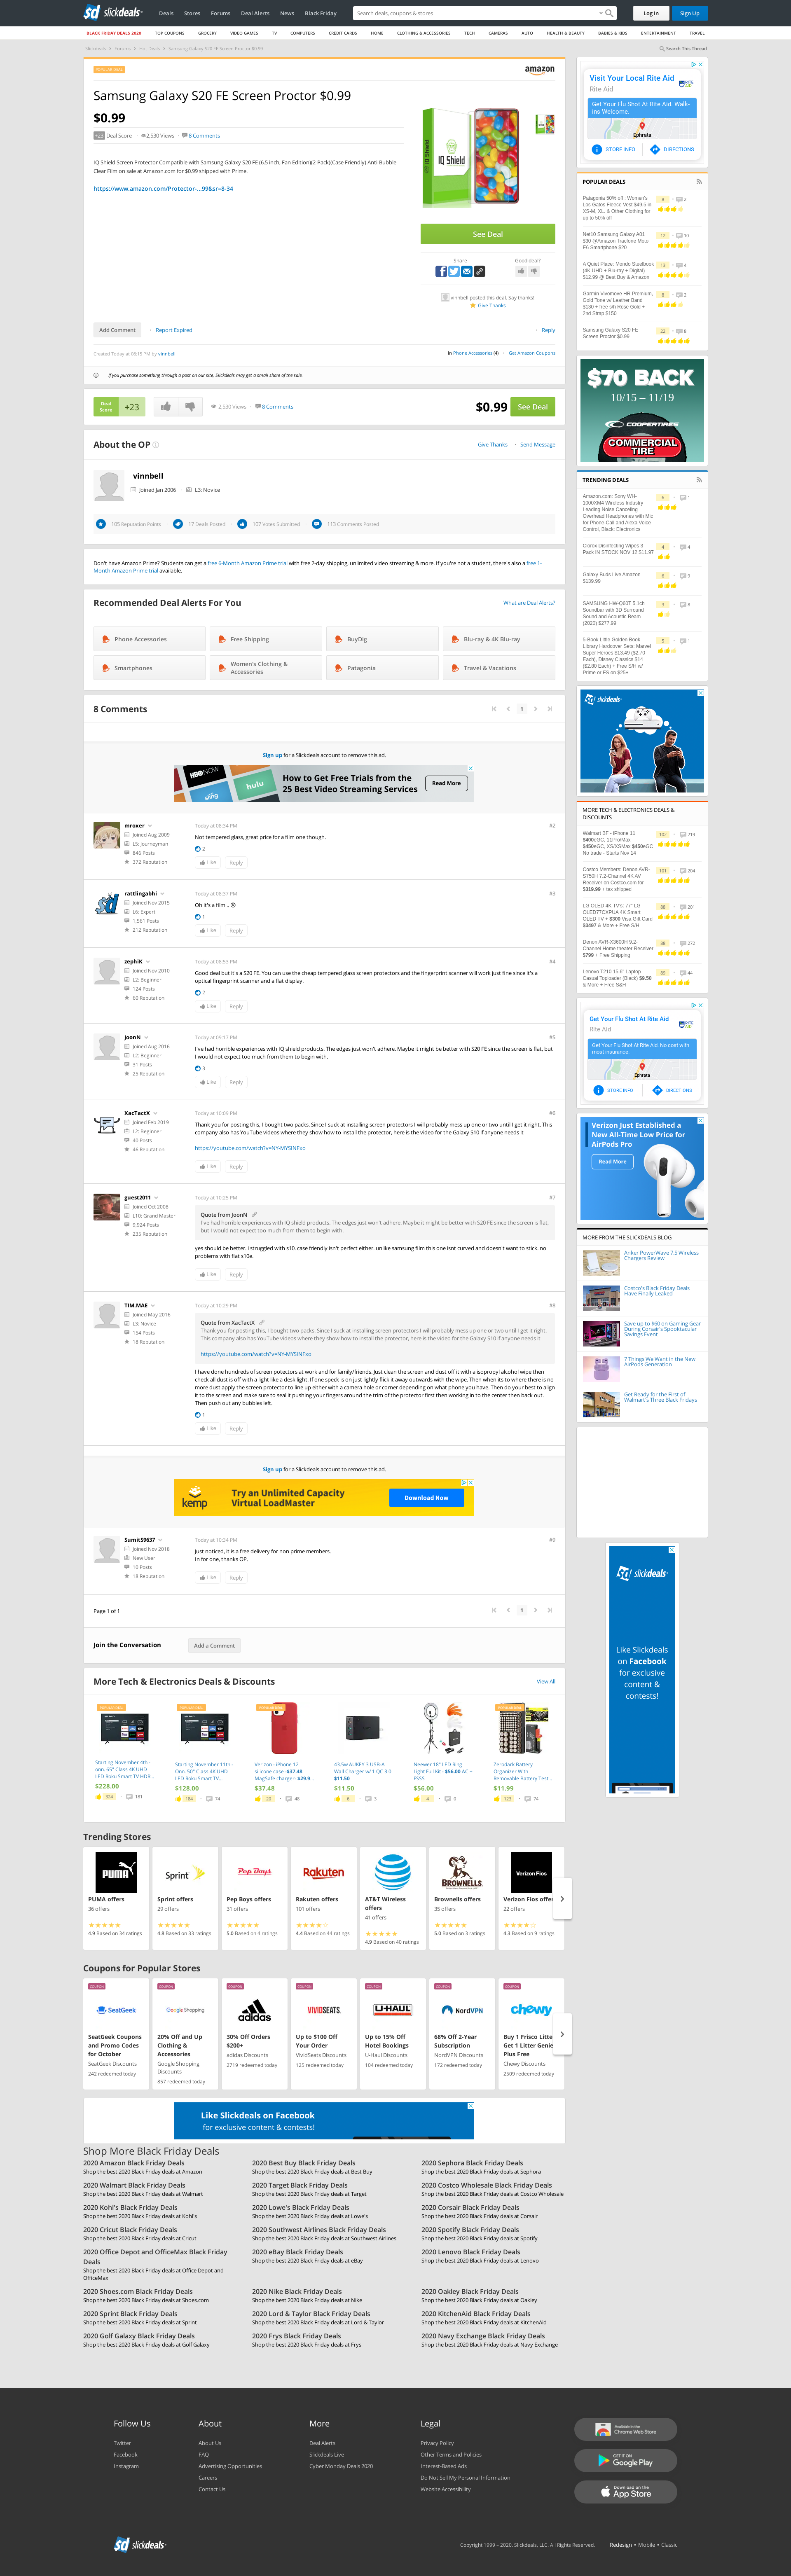 slickdeals
Deals Stores Forums Deal Alerts News Black Friday
Search deals, coupons & stores
Log In Sign Up
BLACK FRIDAY DEALS 2020 TOP COUPONS GROCERY VIDEO GAMES TV COMPUTERS CREDIT CARDS HOME CLOTHING & ACCESSORIES TECH CAMERAS AUTO HEALTH & BEAUTY BABIES & KIDS ENTERTAINMENT TRAVEL
Slickdeals > Forums > Hot Deals > Samsung Galaxy S20 FE Screen Proctor $0.99
Search This Thread
amazon
Samsung Galaxy S20 FE Screen Proctor $0.99
$0.99
+23 Deal Score 2,530 Views 8 Comments
IQ Shield Screen Protector Compatible with Samsung Galaxy S20 FE (6.5 inch, Fan Edition)(2-Pack)(Case Friendly) Anti-Bubble
Clear Film on sale at Amazon.com for $0.99 shipped with Prime.
https://www.amazon.com/Protector-...99&sr=8-34
IQ Shield
See Deal
Share Good deal?
vinnbell posted this deal. Say thanks!
Give Thanks
Add Comment Report Expired Reply
Created Today at 08:15 PM by vinnbell
in Phone Accessories (4) Get Amazon Coupons
If you purchase something through a post on our site, Slickdeals may get a small share of the sale.
Deal
Score
+23
2,530 Views 8 Comments
$0.99 See Deal
About the OP
Give Thanks Send Message
vinnbell
Joined Jan 2006 L3: Novice
105 Reputation Points 77 Deals Posted 107 Votes Submitted 113 Comments Posted
Don't have Amazon Prime? Students can get a free 6-Month Amazon Prime trial with free 2-day shipping, unlimited video streaming & more. If you're not a student, there's also a free 1-
Month Amazon Prime trial available.
Recommended Deal Alerts For You
What are Deal Alerts?
Phone Accessories Free Shipping BuyDig Blu-ray & 4K Blu-ray
Smartphones Women's Clothing & Accessories Patagonia Travel & Vacations
8 Comments
1
Sign up for a Slickdeals account to remove this ad.
HBO NOW sling hulu
How to Get Free Trials from the
25 Best Video Streaming Services
Read More
mroxer
Joined Aug 2009
L5: Journeyman
846 Posts
372 Reputation
Today at 08:34 PM #2
Not tempered glass, great price for a film one though.
2
Like Reply
rattlingabhi
Joined Nov 2015
L6: Expert
1,561 Posts
212 Reputation
Today at 08:37 PM #3
Oh it's a film .. 😢
1
Like Reply
zephiK
Joined Nov 2010
L2: Beginner
124 Posts
60 Reputation
Today at 08:53 PM #4
Good deal but it's a S20 FE. You can use the cheap tempered glass screen protectors and the fingerprint scanner will work just fine since it's a
optical fingerprint scanner and a flat display.
2
Like Reply
JoonN
Joined Aug 2016
L2: Beginner
31 Posts
25 Reputation
Today at 09:17 PM #5
I've had horrible experiences with IQ shield products. The edges just won't adhere. Maybe it might be better with S20 FE since the screen is flat, but
I would not expect too much from them to begin with.
3
Like Reply
XacTactX
Joined Feb 2019
L2: Beginner
40 Posts
46 Reputation
Today at 10:09 PM #6
Thank you for posting this, I bought two packs. Since I suck at installing screen protectors I will probably mess up one or two until I get it right. This
company also has YouTube videos where they show how to install the protector, here is the video for the Galaxy S10 if anyone needs it
https://youtube.com/watch?v=NY-MYSINFxo
Like Reply
guest2011
Joined Oct 2008
L10: Grand Master
9,924 Posts
235 Reputation
Today at 10:25 PM #7
Quote from JoonN
I've had horrible experiences with IQ shield products. The edges just won't adhere. Maybe it might be better with S20 FE since the screen is flat,
but I would not expect too much from them to begin with.
yes should be better. i struggled with s10. case friendly isn't perfect either. unlike samsung film this one isnt curved and doesn't want to stick. no
problems with flat s10e.
Like Reply
TIM.MAE
Joined May 2016
L3: Novice
154 Posts
18 Reputation
Today at 10:29 PM #8
Quote from XacTactX
Thank you for posting this, I bought two packs. Since I suck at installing screen protectors I will probably mess up one or two until I get it right.
This company also has YouTube videos where they show how to install the protector, here is the video for the Galaxy S10 if anyone needs it
https://youtube.com/watch?v=NY-MYSINFxo
I have done hundreds of screen protectors at work and for family/friends. Just clean the screen and dust off it with a isopropyl alcohol wipe then
check all dust is off with a light like a desk light. If one speck is on it just lightly flick it away outwards with the wipe. Then when its to where there is no
more dust apply the screen protector to line up either with a camera hole or corner depending on what phone you have. Then do your best to align
it to the screen and make sure to seal it pushing your fingers around the tint of the protector first then working to the center then back out.
Then push out any bubbles left.
1
Like Reply
Sign up for a Slickdeals account to remove this ad.
kemp
Try an Unlimited Capacity
Virtual LoadMaster
Download Now
Sumit59637
Joined Nov 2018
New User
10 Posts
18 Reputation
Today at 10:34 PM #9
Just noticed, it is a free delivery for non prime members.
In for one, thanks OP.
Like Reply
Page 1 of 1
1
Join the Conversation
Add a Comment
More Tech & Electronics Deals & Discounts
View All
Starting November 4th -
onn. 65" Class 4K UHD
LED Roku Smart TV HDR...
$228.00
324 181
Starting November 11th -
Onn. 50" Class 4K UHD
LED Roku Smart TV...
$128.00
184 74
Verizon - iPhone 12
silicone case- $37.48
MagSafe charger- $29.9...
$37.48
20 48
43.5w AUKEY 3 USB-A
Wall Charger w/ 1 QC 3.0
$11.50
$11.50
0 3
Neewer 18" LED Ring
Light Full Kit - $56.00 AC +
FSSS
$56.00
4 0
Zerodark Battery
Organizer With
Removable Battery Test...
$11.99
123 74
Trending Stores
PUMA offers
36 offers
4.9 Based on 34 ratings
Sprint
Sprint offers
29 offers
4.8 Based on 33 ratings
Pep Boys
Pep Boys offers
31 offers
5.0 Based on 4 ratings
Rakuten
Rakuten offers
101 offers
4.4 Based on 44 ratings
AT&T
AT&T Wireless
offers
41 offers
4.9 Based on 40 ratings
BROWNELLS
Brownells offers
35 offers
5.0 Based on 3 ratings
Verizon Fios
Verizon Fios offers
22 offers
4.3 Based on 9 ratings
Coupons for Popular Stores
COUPON
SeatGeek
SeatGeek Coupons
and Promo Codes
for October
SeatGeek Discounts
242 redeemed today
COUPON
Google Shopping
20% Off and Up
Clothing &
Accessories
Google Shopping
Discounts
857 redeemed today
COUPON
adidas
30% Off Orders
$200+
adidas Discounts
2719 redeemed today
COUPON
VIVIDSEATS
Up to $100 Off
Your Order
VividSeats Discounts
125 redeemed today
COUPON
U-HAUL
Up to 15% Off
Hotel Bookings
U-Haul Discounts
104 redeemed today
COUPON
NordVPN
68% Off 2-Year
Subscription
NordVPN Discounts
172 redeemed today
COUPON
chewy
Buy 1 Frisco Litter
Get 1 Litter Genie
Plus Free
Chewy Discounts
2509 redeemed today
Like Slickdeals on Facebook
for exclusive content & contests!
Shop More Black Friday Deals
2020 Amazon Black Friday Deals
Shop the best 2020 Black Friday deals at Amazon
2020 Best Buy Black Friday Deals
Shop the best 2020 Black Friday deals at Best Buy
2020 Sephora Black Friday Deals
Shop the best 2020 Black Friday deals at Sephora
2020 Walmart Black Friday Deals
Shop the best 2020 Black Friday deals at Walmart
2020 Target Black Friday Deals
Shop the best 2020 Black Friday deals at Target
2020 Costco Wholesale Black Friday Deals
Shop the best 2020 Black Friday deals at Costco Wholesale
2020 Kohl's Black Friday Deals
Shop the best 2020 Black Friday deals at Kohl's
2020 Lowe's Black Friday Deals
Shop the best 2020 Black Friday deals at Lowe's
2020 Corsair Black Friday Deals
Shop the best 2020 Black Friday deals at Corsair
2020 Cricut Black Friday Deals
Shop the best 2020 Black Friday deals at Cricut
2020 Southwest Airlines Black Friday Deals
Shop the best 2020 Black Friday deals at Southwest Airlines
2020 Spotify Black Friday Deals
Shop the best 2020 Black Friday deals at Spotify
2020 Office Depot and OfficeMax Black Friday
Deals
Shop the best 2020 Black Friday deals at Office Depot and
OfficeMax
2020 eBay Black Friday Deals
Shop the best 2020 Black Friday deals at eBay
2020 Lenovo Black Friday Deals
Shop the best 2020 Black Friday deals at Lenovo
2020 Shoes.com Black Friday Deals
Shop the best 2020 Black Friday deals at Shoes.com
2020 Nike Black Friday Deals
Shop the best 2020 Black Friday deals at Nike
2020 Oakley Black Friday Deals
Shop the best 2020 Black Friday deals at Oakley
2020 Sprint Black Friday Deals
Shop the best 2020 Black Friday deals at Sprint
2020 Lord & Taylor Black Friday Deals
Shop the best 2020 Black Friday deals at Lord & Taylor
2020 KitchenAid Black Friday Deals
Shop the best 2020 Black Friday deals at KitchenAid
2020 Golf Galaxy Black Friday Deals
Shop the best 2020 Black Friday deals at Golf Galaxy
2020 Frys Black Friday Deals
Shop the best 2020 Black Friday deals at Frys
2020 Navy Exchange Black Friday Deals
Shop the best 2020 Black Friday deals at Navy Exchange
Visit Your Local Rite Aid
Rite Aid
Get Your Flu Shot At Rite Aid. Walk-
ins Welcome.
Ephrata
STORE INFO DIRECTIONS
POPULAR DEALS
Patagonia 50% off : Women's
Los Gatos Fleece Vest $49.5 in
XS-M, XL. & Other Clothing for
up to 50% off
8 2
Net10 Samsung Galaxy A01
$30 @Amazon Tracfone Moto
E6 Smartphone $20
12 10
A Quiet Place: Mondo Steelbook
(4K UHD + Blu-ray + Digital)
$12.99 @ Best Buy & Amazon
13 4
Garmin Vivomove HR Premium,
Gold Tone w/ Leather Band
$130 + free s/h Rose Gold +
2nd Strap $150
8 2
Samsung Galaxy S20 FE
Screen Proctor $0.99
22 8
$70 BACK
10/15 – 11/19
COOPERTIRES
COMMERCIAL
TIRE
TRENDING DEALS
Amazon.com: Sony WH-
1000XM4 Wireless Industry
Leading Noise Canceling
Overhead Headphones with Mic
for Phone-Call and Alexa Voice
Control, Black: Electronics
6 1
Clorox Disinfecting Wipes 3
Pack IN STOCK NOV 12 $11.97
4 4
Galaxy Buds Live Amazon
$139.99
6 9
SAMSUNG HW-Q60T 5.1ch
Soundbar with 3D Surround
Sound and Acoustic Beam
(2020) $277.99
3 8
5-Book Little Golden Book
Library Hardcover Sets: Marvel
Super Heroes $13.49 ($2.70
Each), Disney Classics $14
($2.80 Each) + Free S/H w/
Prime or FS on $25+
5 1
slickdeals
MORE TECH & ELECTRONICS DEALS &
DISCOUNTS
Walmart BF - iPhone 11
$400eGC, 11Pro/Max
$450eGC, XS/XSMax $450eGC
No trade - Starts Nov 14
102 219
Costco Members: Denon AVR-
S750H 7.2-Channel 4K AV
Receiver on Costco.com for
$319.99 + tax shipped
101 204
LG OLED 4K TV's: 77" LG
OLED77CXPUA 4K Smart
OLED TV + $300 Visa Gift Card
$3497 & More + Free S/H
88 201
Denon AVR-X3600H 9.2-
Channel Home theater Receiver
$799 + Free Shipping
88 212
Lenovo T210 15.6" Laptop
Casual Toploader (Black) $9.50
& More + Free S&H
89 44
Get Your Flu Shot At Rite Aid
Rite Aid
Get Your Flu Shot At Rite Aid. No cost with
most insurance.
Ephrata
STORE INFO DIRECTIONS
Verizon Just Established a
New All-Time Low Price for
AirPods Pro
Read More
MORE FROM THE SLICKDEALS BLOG
Anker PowerWave 7.5 Wireless
Chargers Review
Costco's Black Friday Deals
Have Finally Leaked
Save up to $60 on Gaming Gear
During Corsair's Spooktacular
Savings Event
7 Things We Want in the New
AirPods Generation
Get Ready for the First of
Walmart's Three Black Fridays
slickdeals
Like Slickdeals
on Facebook
for exclusive
content &
contests!
Follow Us
Twitter
Facebook
Instagram
About
About Us
FAQ
Advertising Opportunities
Careers
Contact Us
More
Deal Alerts
Slickdeals Live
Cyber Monday Deals 2020
Legal
Privacy Policy
Other Terms and Policies
Interest-Based Ads
Do Not Sell My Personal Information
Website Accessibility
Available in the
Chrome Web Store
GET IT ON
Google Play
Download on the
App Store
slickdeals
Copyright 1999 - 2020. Slickdeals, LLC. All Rights Reserved. Redesign • Mobile • Classic